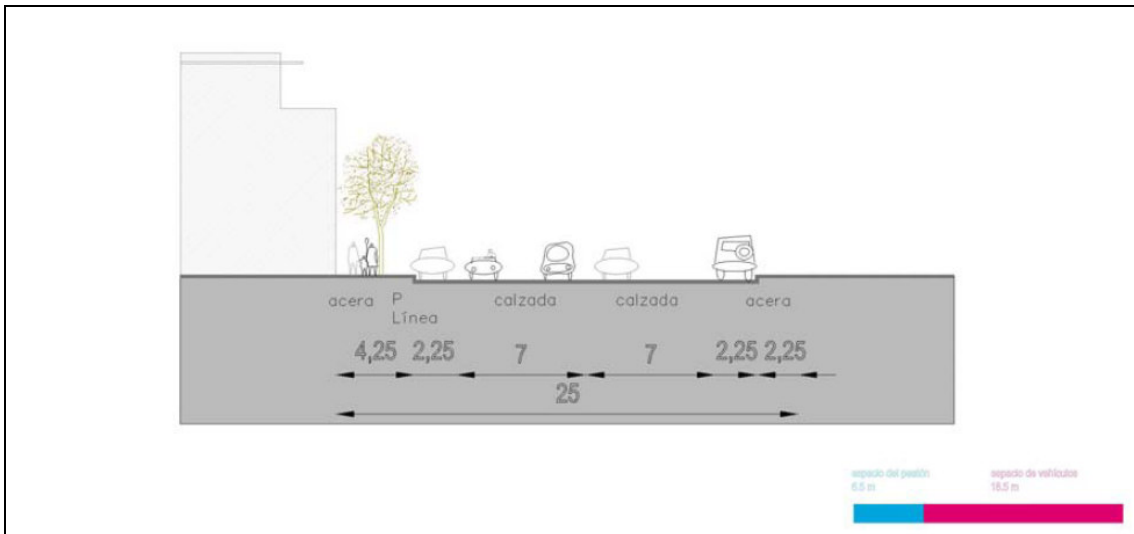 acera P calzada calzada acera
Línea
4,25 2,25 7 7 2,25 2,25
25
espacio del peatón espacio de vehículos
6.5 m 18.5 m